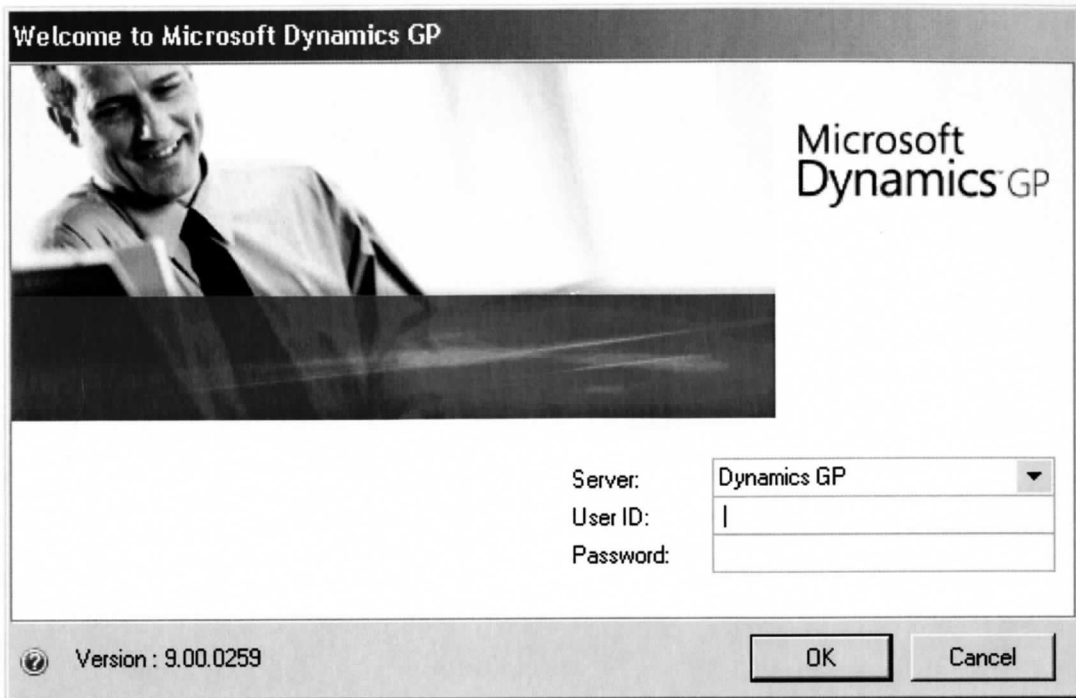 Welcome to Microsoft Dynamics GP
Microsoft
Dynamics™ GP
Server: Dynamics GP
User ID:
Password:
Version : 9.00.0259
OK
Cancel